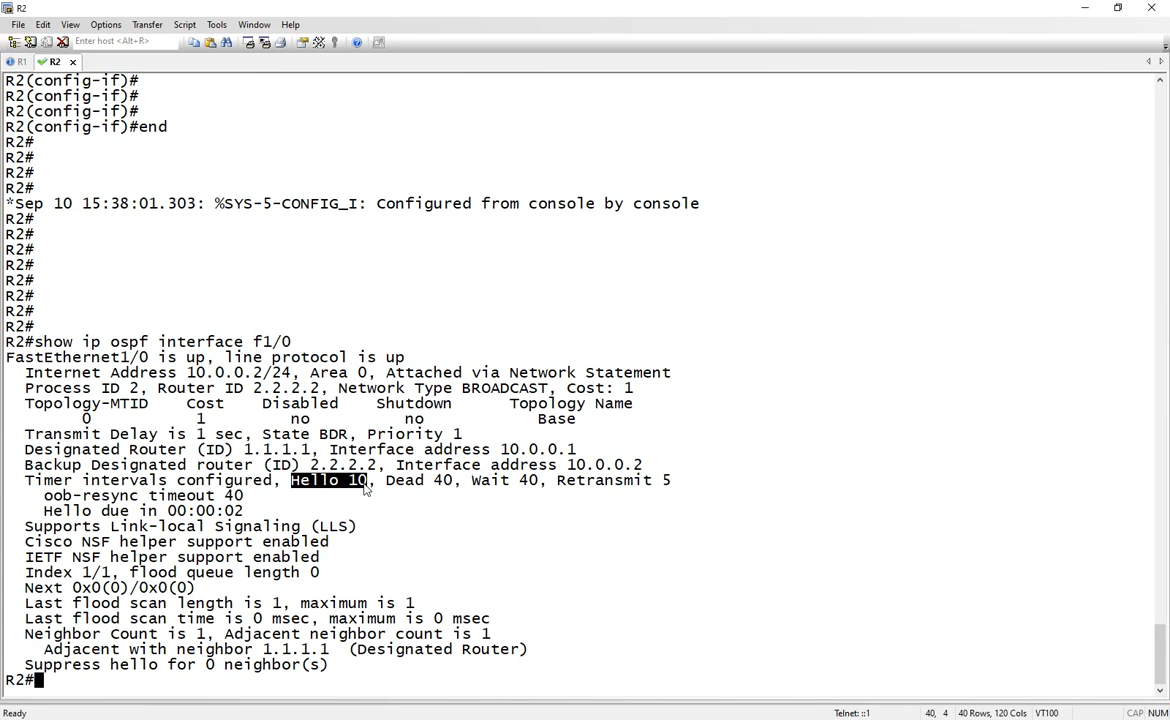 R2
File Edit View Options Transfer Script Tools Window Help
Enter host <Alt+R>
R1 R2
R2(config-if)#
R2(config-if)#
R2(config-if)#
R2(config-if)#end
R2#
R2#
R2#
R2#
*Sep 10 15:38:01.303: %SYS-5-CONFIG_I: Configured from console by console
R2#
R2#
R2#
R2#
R2#
R2#
R2#
R2#
R2#show ip ospf interface f1/0
FastEthernet1/0 is up, line protocol is up
Internet Address 10.0.0.2/24, Area 0, Attached via Network Statement
Process ID 2, Router ID 2.2.2.2, Network Type BROADCAST, Cost: 1
Topology-MTID Cost Disabled Shutdown Topology Name
0 1 no no Base
Transmit Delay is 1 sec, State BDR, Priority 1
Designated Router (ID) 1.1.1.1, Interface address 10.0.0.1
Backup Designated router (ID) 2.2.2.2, Interface address 10.0.0.2
Timer intervals configured, Hello 10, Dead 40, Wait 40, Retransmit 5
oob-resync timeout 40
Hello due in 00:00:02
Supports Link-local Signaling (LLS)
Cisco NSF helper support enabled
IETF NSF helper support enabled
Index 1/1, flood queue length 0
Next 0x0(0)/0x0(0)
Last flood scan length is 1, maximum is 1
Last flood scan time is 0 msec, maximum is 0 msec
Neighbor Count is 1, Adjacent neighbor count is 1
Adjacent with neighbor 1.1.1.1 (Designated Router)
Suppress hello for 0 neighbor(s)
R2#
Ready Telnet: ::1 40, 4 40 Rows, 120 Cols VT100 CAP NUM